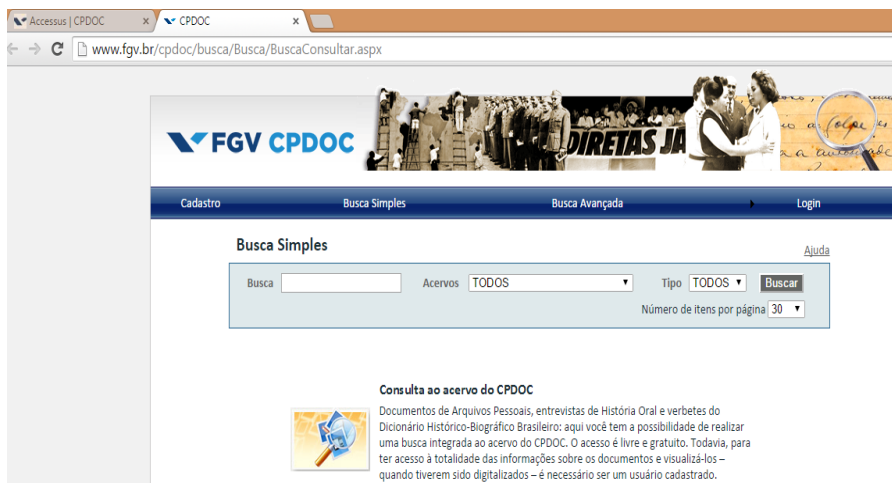 Accessus | CPDOC x CPDOC x
www.fgv.br/cpdoc/busca/Busca/BuscaConsultar.aspx
FGV CPDOC
DIRETAS JÁ
Cadastro Busca Simples Busca Avançada Login
Busca Simples
Ajuda
Busca Acervos TODOS Tipo TODOS Buscar
Número de itens por página 30
Consulta ao acervo do CPDOC
Documentos de Arquivos Pessoais, entrevistas de História Oral e verbetes do
Dicionário Histórico-Biográfico Brasileiro: aqui você tem a possibilidade de realizar
uma busca integrada ao acervo do CPDOC. O acesso é livre e gratuito. Todavia, para
ter acesso à totalidade das informações sobre os documentos e visualizá-los –
quando tiverem sido digitalizados – é necessário ser um usuário cadastrado.